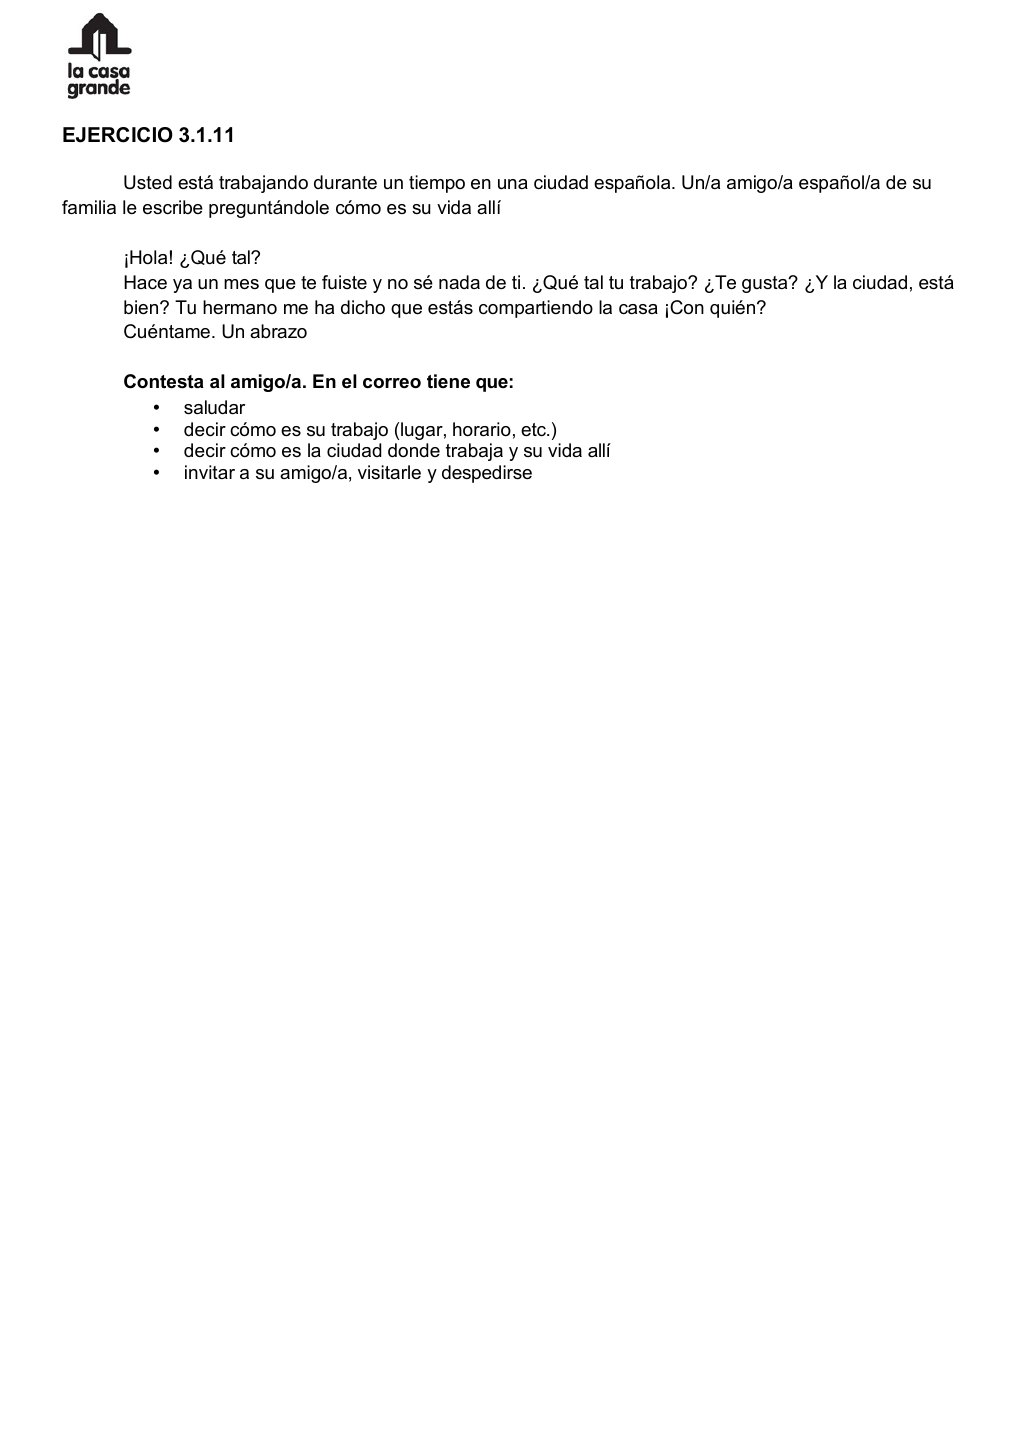 la casa
grande
EJERCICIO 3.1.11
Usted está trabajando durante un tiempo en una ciudad española. Un/a amigo/a español/a de su
familia le escribe preguntándole cómo es su vida allí
¡Hola! ¿Qué tal?
Hace ya un mes que te fuiste y no sé nada de ti. ¿Qué tal tu trabajo? ¿Te gusta? ¿Y la ciudad, está
bien? Tu hermano me ha dicho que estás compartiendo la casa ¡Con quién?
Cuéntame. Un abrazo
Contesta al amigo/a. En el correo tiene que:
• saludar
• decir cómo es su trabajo (lugar, horario, etc.)
• decir cómo es la ciudad donde trabaja y su vida allí
• invitar a su amigo/a, visitarle y despedirse